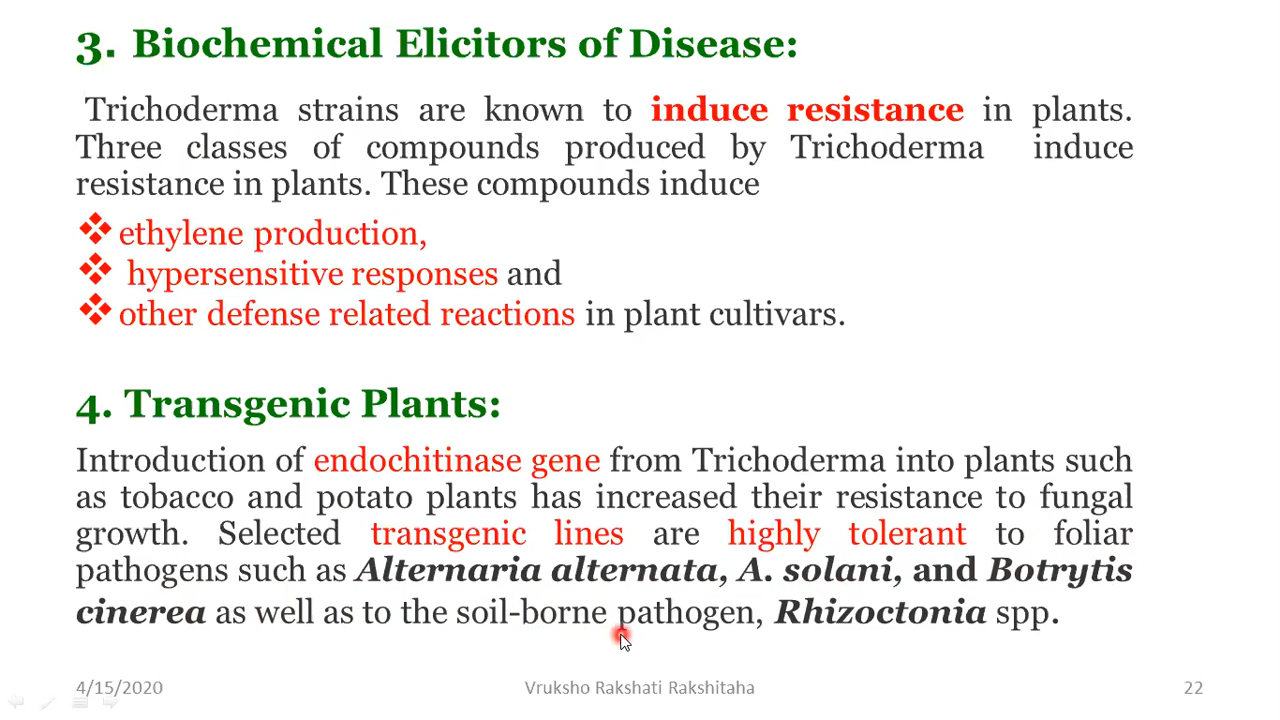 3. Biochemical Elicitors of Disease:
Trichoderma strains are known to induce resistance in plants.
Three classes of compounds produced by Trichoderma induce
resistance in plants. These compounds induce
❖ ethylene production,
❖ hypersensitive responses and
❖ other defense related reactions in plant cultivars.
4. Transgenic Plants:
Introduction of endochitinase gene from Trichoderma into plants such
as tobacco and potato plants has increased their resistance to fungal
growth. Selected transgenic lines are highly tolerant to foliar
pathogens such as Alternaria alternata, A. solani, and Botrytis
cinerea as well as to the soil-borne pathogen, Rhizoctonia spp.
4/15/2020 Vruksho Rakshati Rakshitaha 22